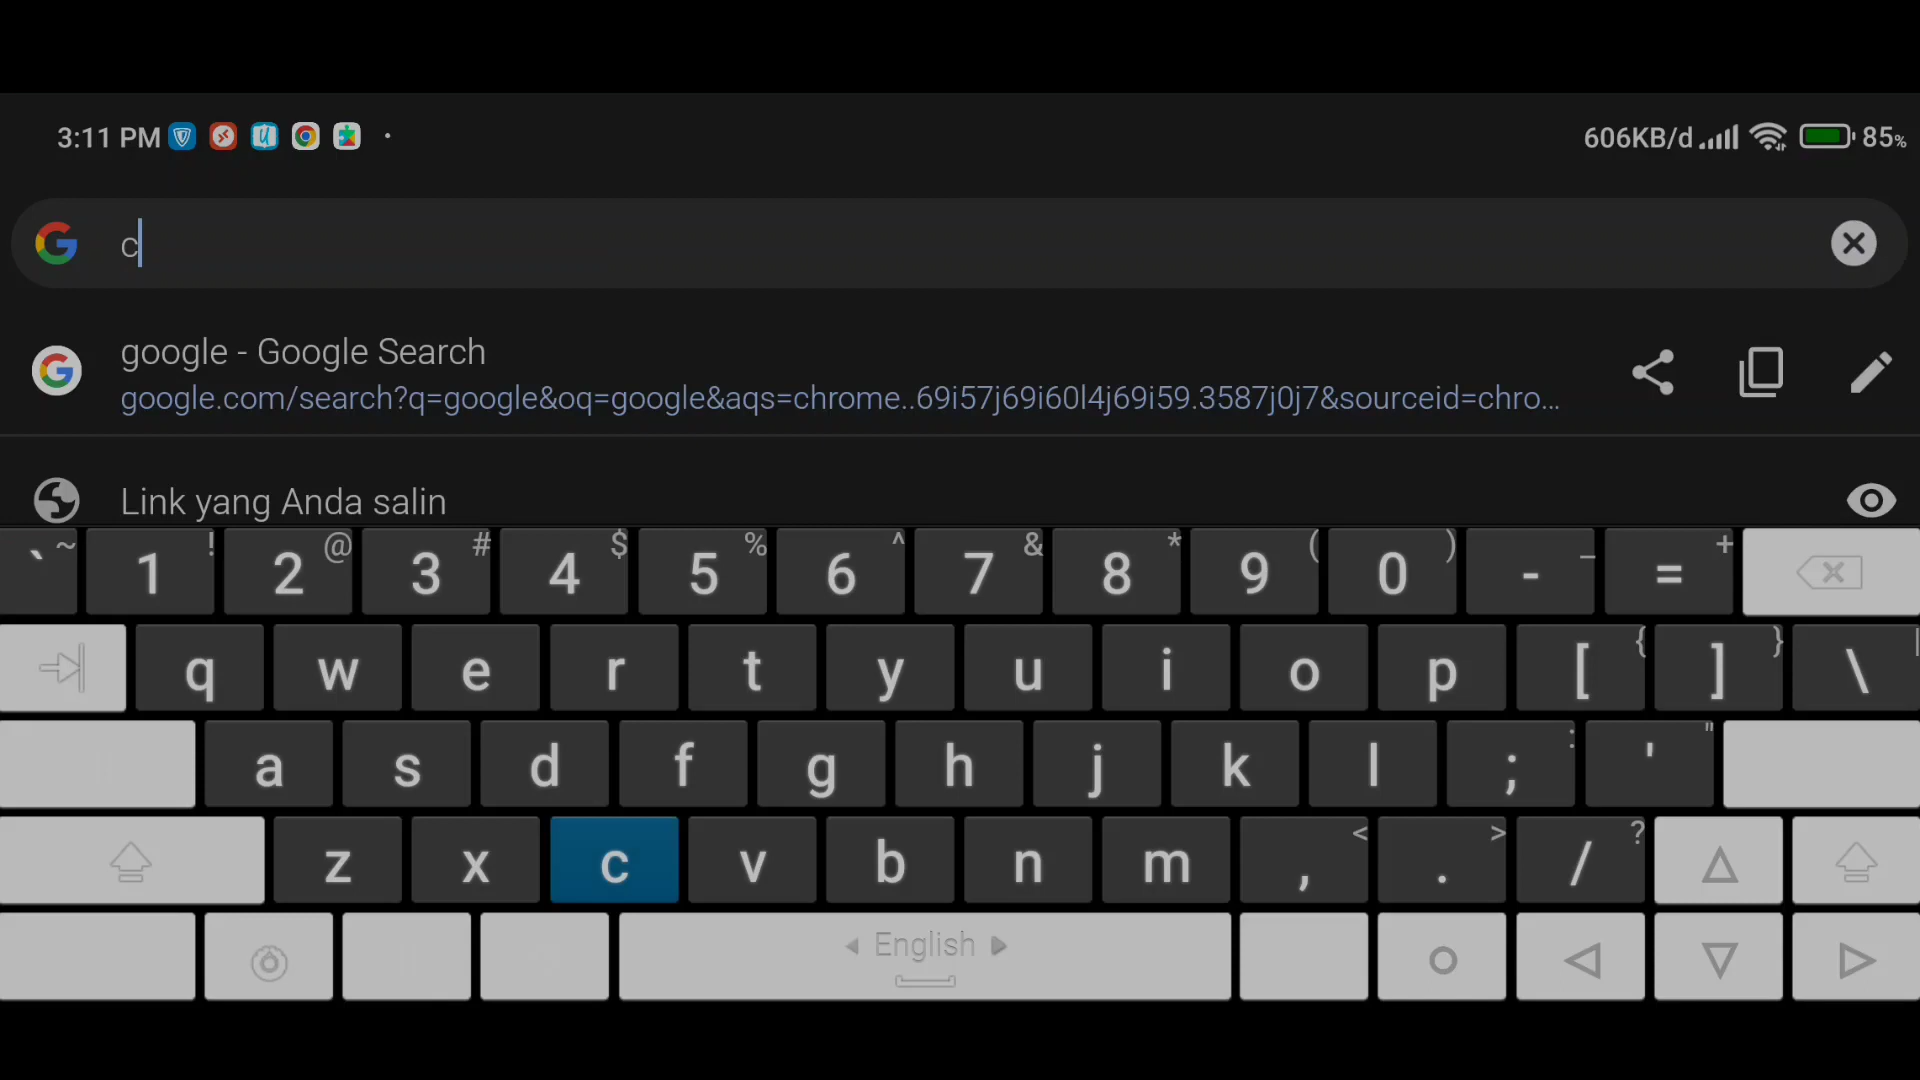 3:11 PM
606KB/d 85%
c
google - Google Search
google.com/search?q=google&oq=google&aqs=chrome..69i57j69i60l4j69i59.3587j0j7&sourceid=chro...
Link yang Anda salin
` ~ 1 ! 2 @ 3 # 4 $ 5 % 6 ^ 7 & 8 * 9 ( 0 ) - _ = +
q w e r t y u i o p [ { ] } \ |
a s d f g h j k l ; : ' "
z x c v b n m , < . > / ?
English